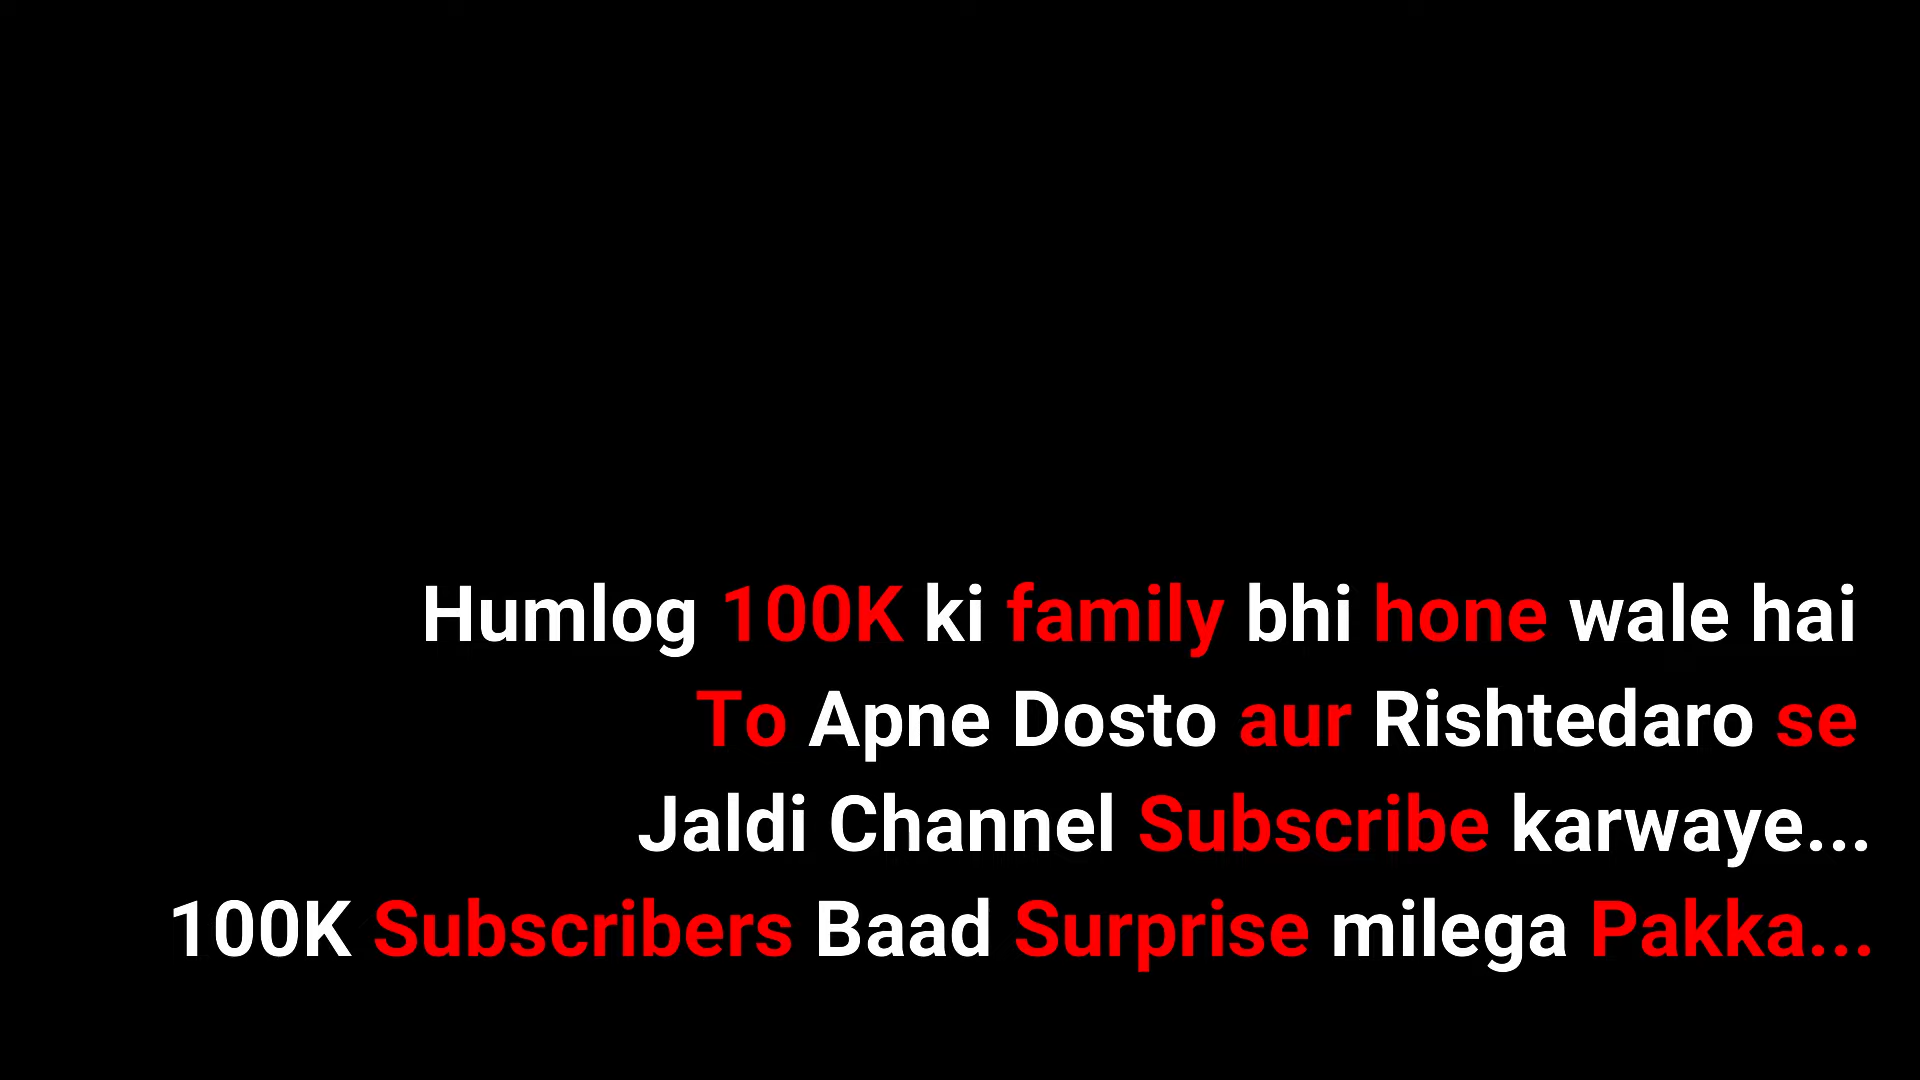 Humlog 100K ki family bhi hone wale hai
To Apne Dosto aur Rishtedaro se
Jaldi Channel Subscribe karwaye...
100K Subscribers Baad Surprise milega Pakka...